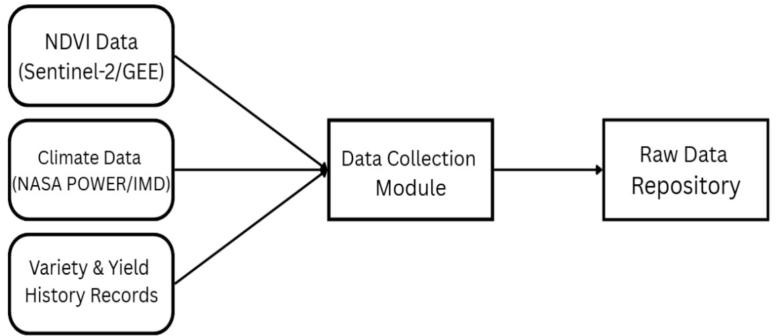 NDVI Data
(Sentinel-2/GEE)
Climate Data
(NASA POWER/IMD)
Variety & Yield
History Records
Data Collection
Module
Raw Data
Repository